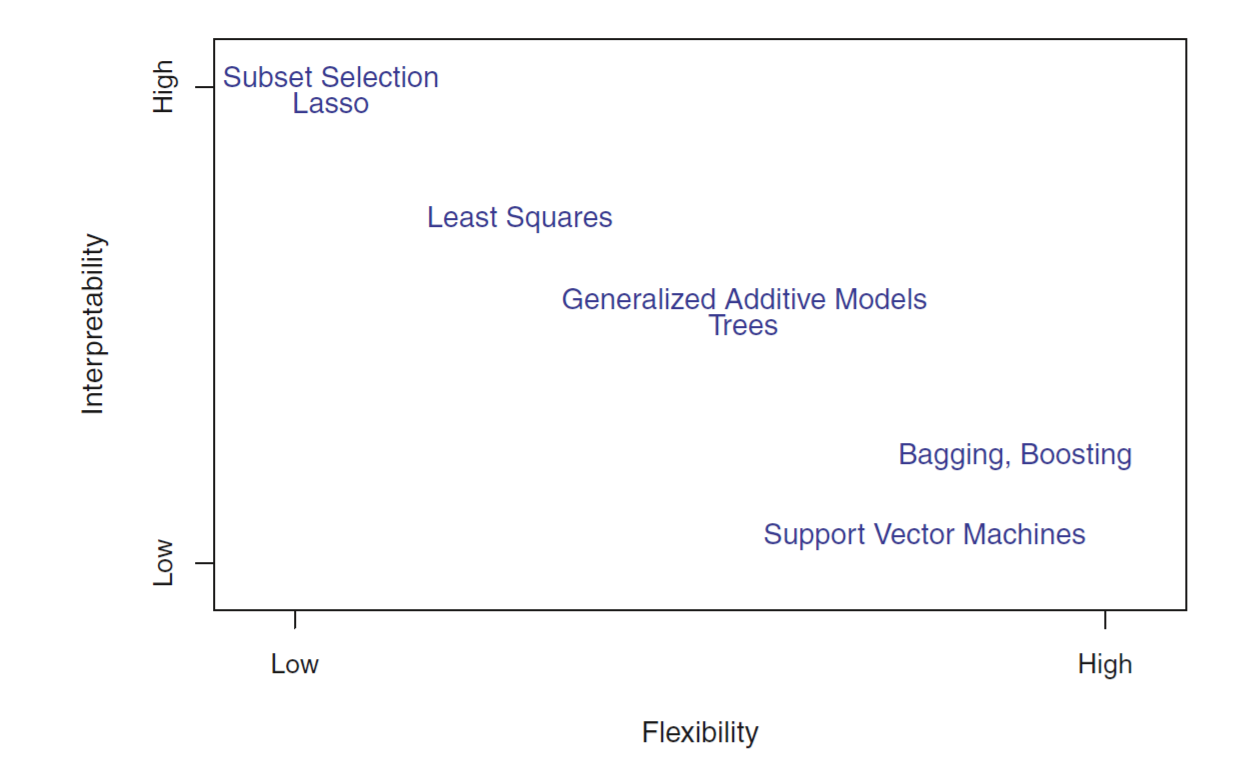 High
Subset Selection
Lasso
Least Squares
Interpretability
Generalized Additive Models
Trees
Bagging, Boosting
Support Vector Machines
Low
Low
High
Flexibility